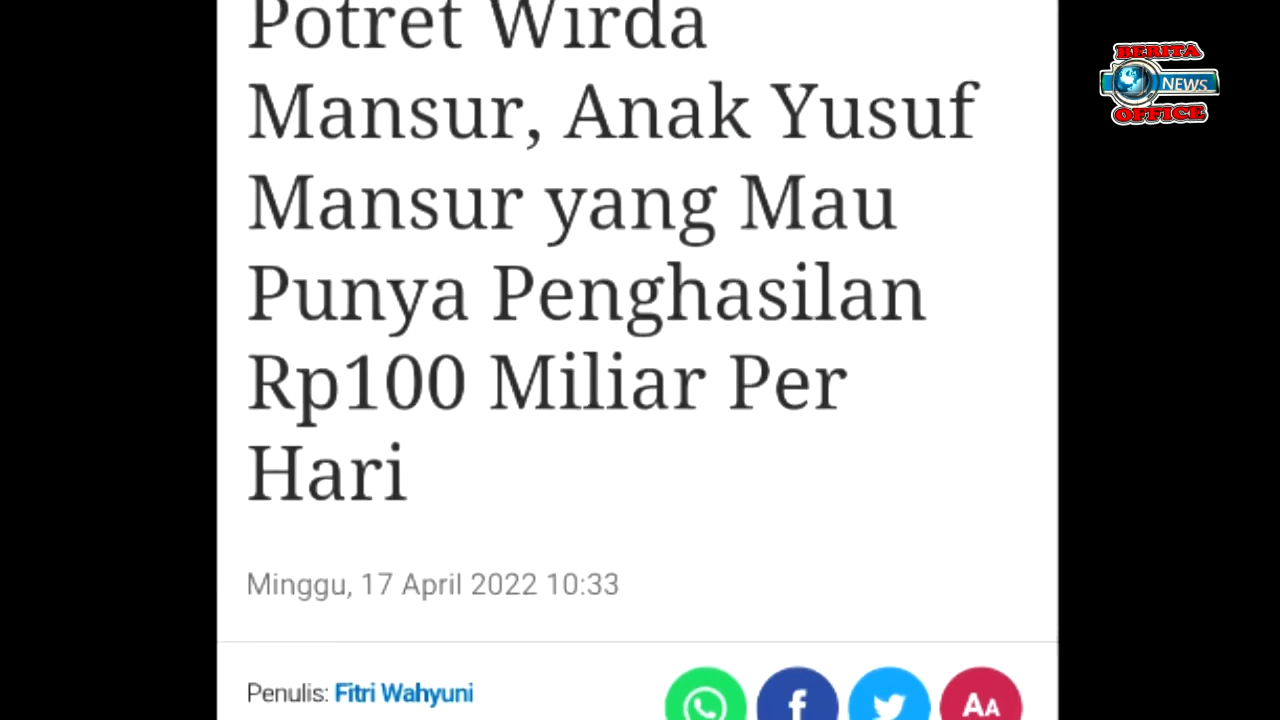 Potret Wirda
Mansur, Anak Yusuf
Mansur yang Mau
Punya Penghasilan
Rp100 Miliar Per
Hari
Minggu, 17 April 2022 10:33
Penulis: Fitri Wahyuni
AA
BERITA
NEWS
OFFICE